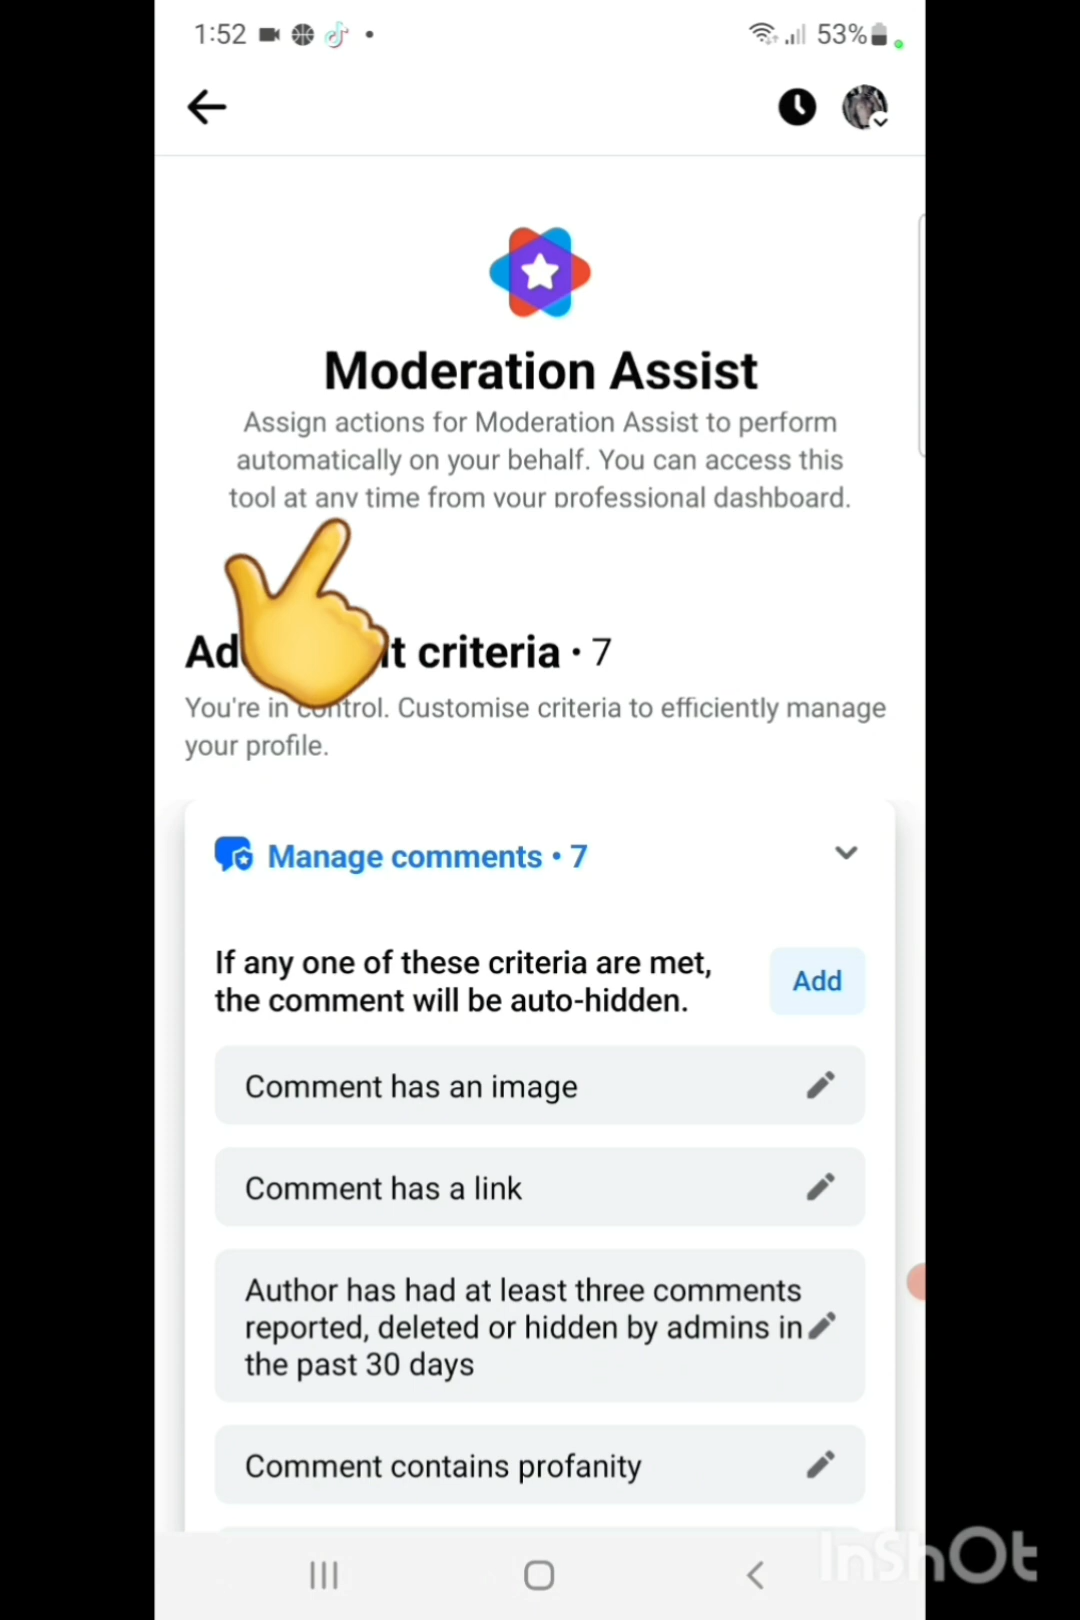 1:52
53%
Moderation Assist
Assign actions for Moderation Assist to perform
automatically on your behalf. You can access this
tool at any time from your professional dashboard.
criteria · 7
You're in control. Customise criteria to efficiently manage
your profile.
Manage comments • 7
If any one of these criteria are met,
the comment will be auto-hidden.
Add
Comment has an image
Comment has a link
Author has had at least three comments
reported, deleted or hidden by admins in
the past 30 days
Comment contains profanity
InShOt